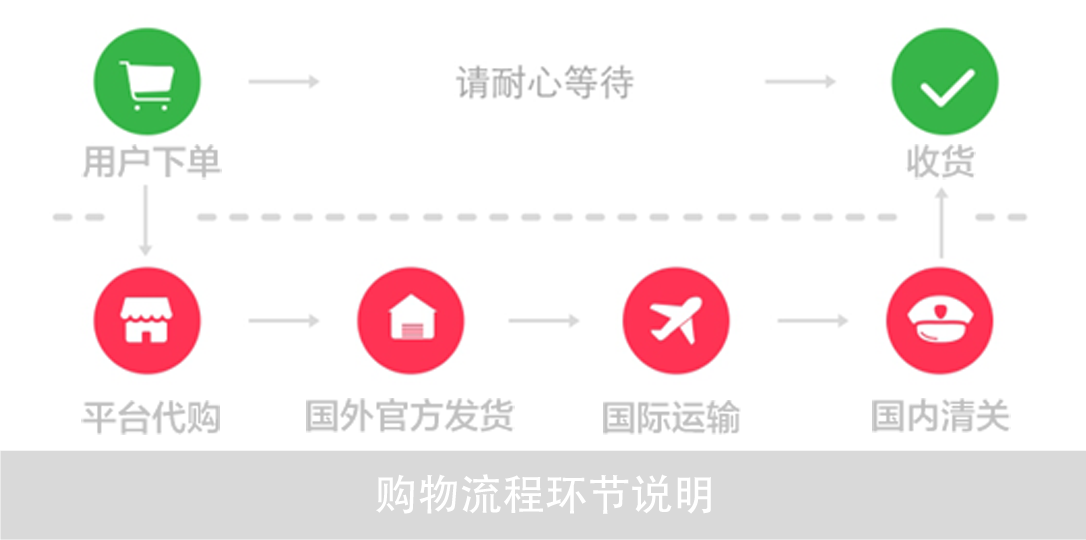 请耐心等待
用户下单
收货
平台代购
国外官方发货
国际运输
国内清关
购物流程环节说明